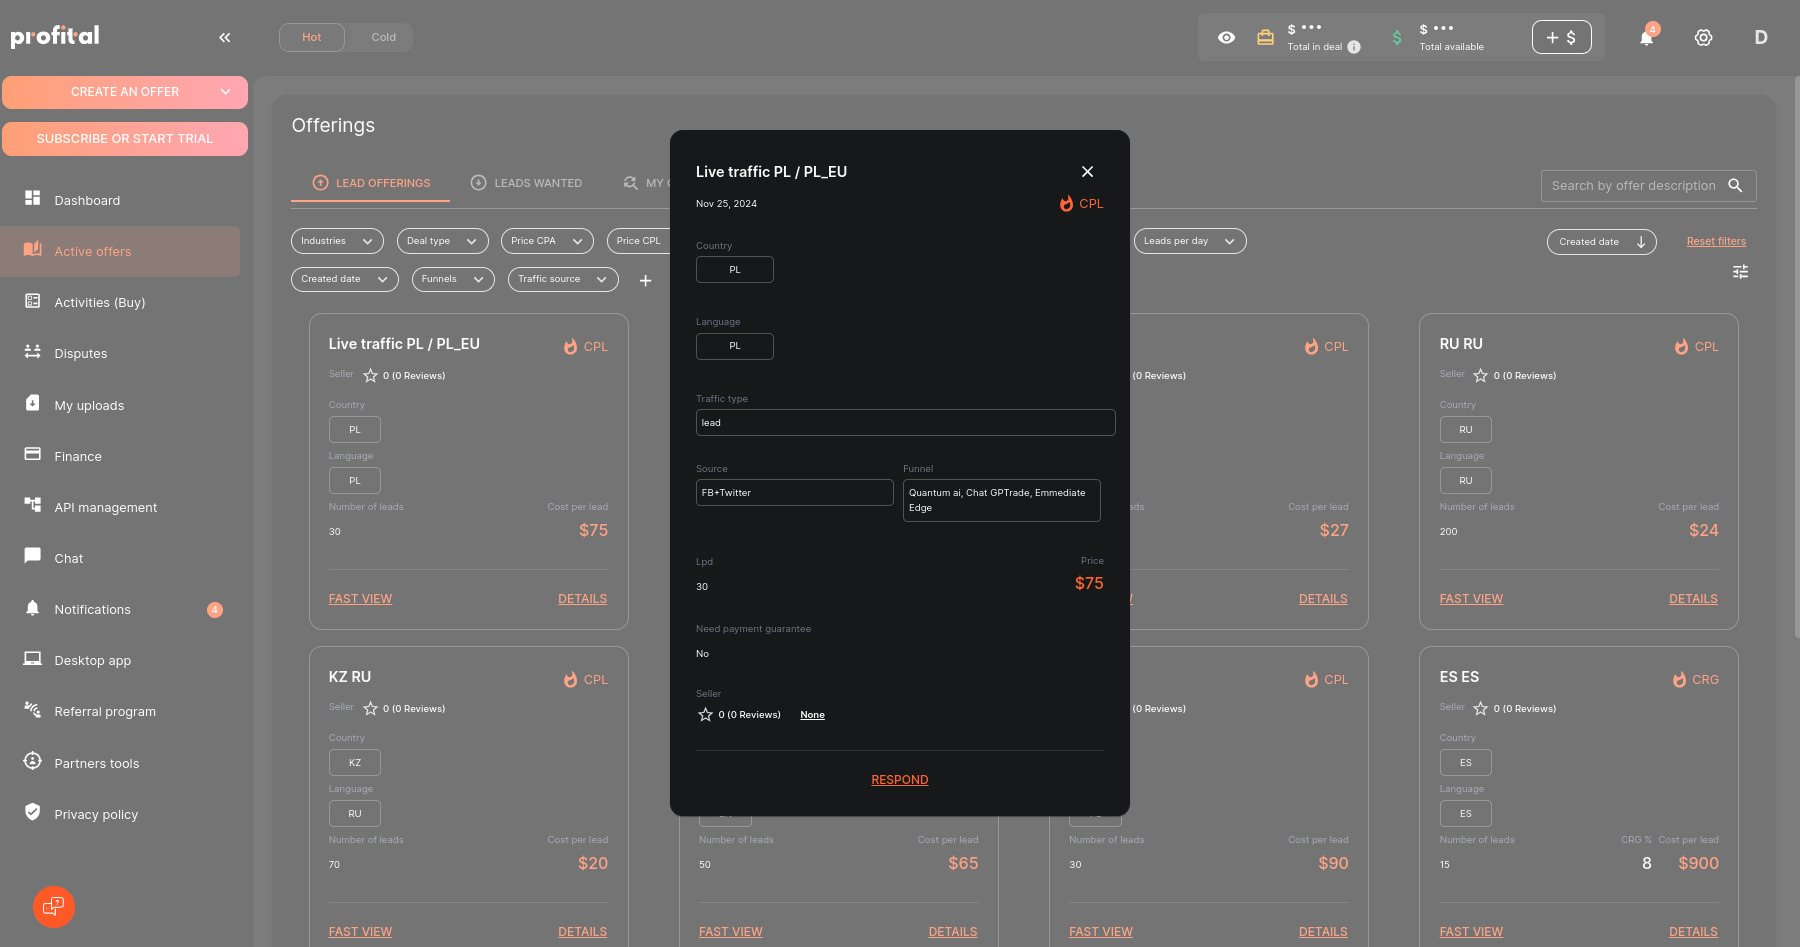 profital
Hot
Cold
$ •••
Total in deal
$ •••
Total available
+ $
4
D
CREATE AN OFFER
SUBSCRIBE OR START TRIAL
Dashboard
Active offers
Activities (Buy)
Disputes
My uploads
Finance
API management
Chat
Notifications
4
Desktop app
Referral program
Partners tools
Privacy policy
Offerings
LEAD OFFERINGS
LEADS WANTED
MY
Search by offer description
Industries
Deal type
Price CPA
Price CPL
Leads per day
Created date
Reset filters
Created date
Funnels
Traffic source
Live traffic PL / PL_EU
CPL
Seller
0 (0 Reviews)
Country
PL
Language
PL
Number of leads
Cost per lead
30
$75
FAST VIEW
DETAILS
Live traffic PL / PL_EU
Nov 25, 2024
CPL
Country
PL
Language
PL
Traffic type
lead
Source
Funnel
FB+Twitter
Quantum ai, Chat GPTrade, Emmediate
Edge
Lpd
Price
30
$75
Need payment guarantee
No
Seller
0 (0 Reviews)
None
RESPOND
CPL
(0 Reviews)
Cost per lead
$27
DETAILS
RU RU
CPL
Seller
0 (0 Reviews)
Country
RU
Language
RU
Number of leads
Cost per lead
200
$24
FAST VIEW
DETAILS
KZ RU
CPL
Seller
0 (0 Reviews)
Country
KZ
Language
RU
Number of leads
Cost per lead
70
$20
FAST VIEW
DETAILS
Number of leads
Cost per lead
50
$65
FAST VIEW
DETAILS
CPL
(0 Reviews)
Number of leads
Cost per lead
30
$90
FAST VIEW
DETAILS
ES ES
CRG
Seller
0 (0 Reviews)
Country
ES
Language
ES
Number of leads
CRG %
Cost per lead
15
8
$900
FAST VIEW
DETAILS